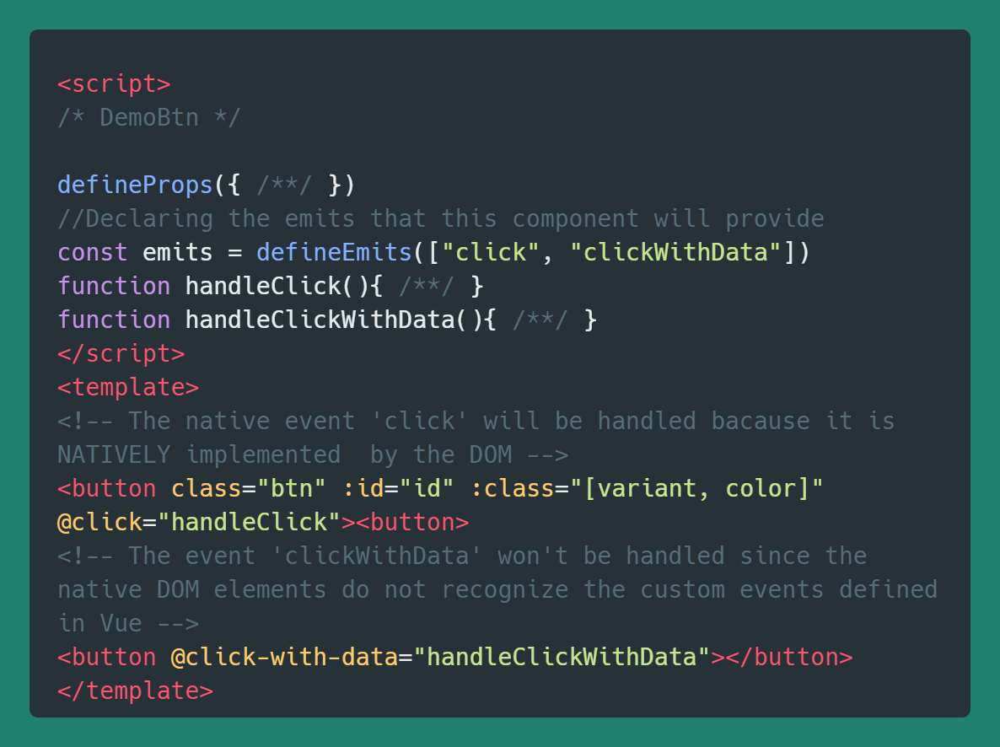 <script>
/* DemoBtn */

defineProps({ /**/ })
//Declaring the emits that this component will provide
const emits = defineEmits(["click", "clickWithData"])
function handleClick(){ /**/ }
function handleClickWithData(){ /**/ }
</script>
<template>
<!-- The native event 'click' will be handled bacause it is
NATIVELY implemented  by the DOM -->
<button class="btn" :id="id" :class="[variant, color]"
@click="handleClick"><button>
<!-- The event 'clickWithData' won't be handled since the
native DOM elements do not recognize the custom events defined
in Vue -->
<button @click-with-data="handleClickWithData"></button>
</template>